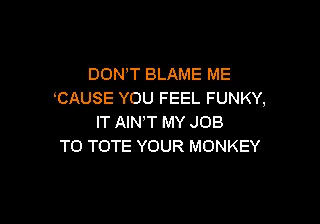 DON'T BLAME ME
‘CAUSE YOU FEEL FUNKY,
IT AIN'T MY JOB
TO TOTE YOUR MONKEY